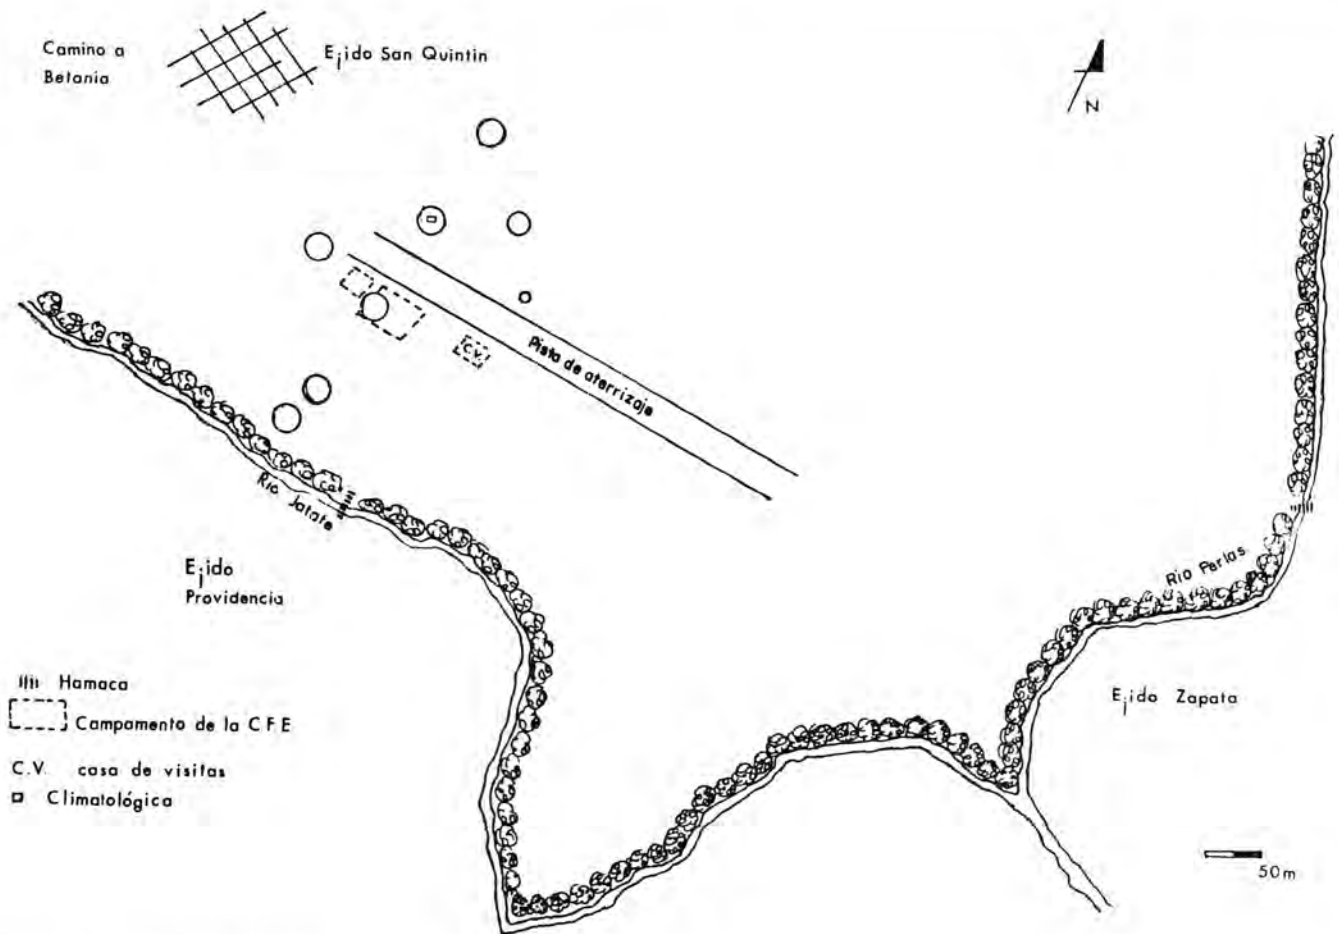 Camino a
Betania
Ejido San Quintin
N
C.V.
Pista de aterrizaje
Rio Jatate
Rio Perlas
Ejido
Providencia
Ejido Zapata
Hamaca
Campamento de la C F E
C.V. casa de visitas
Climatológica
50m